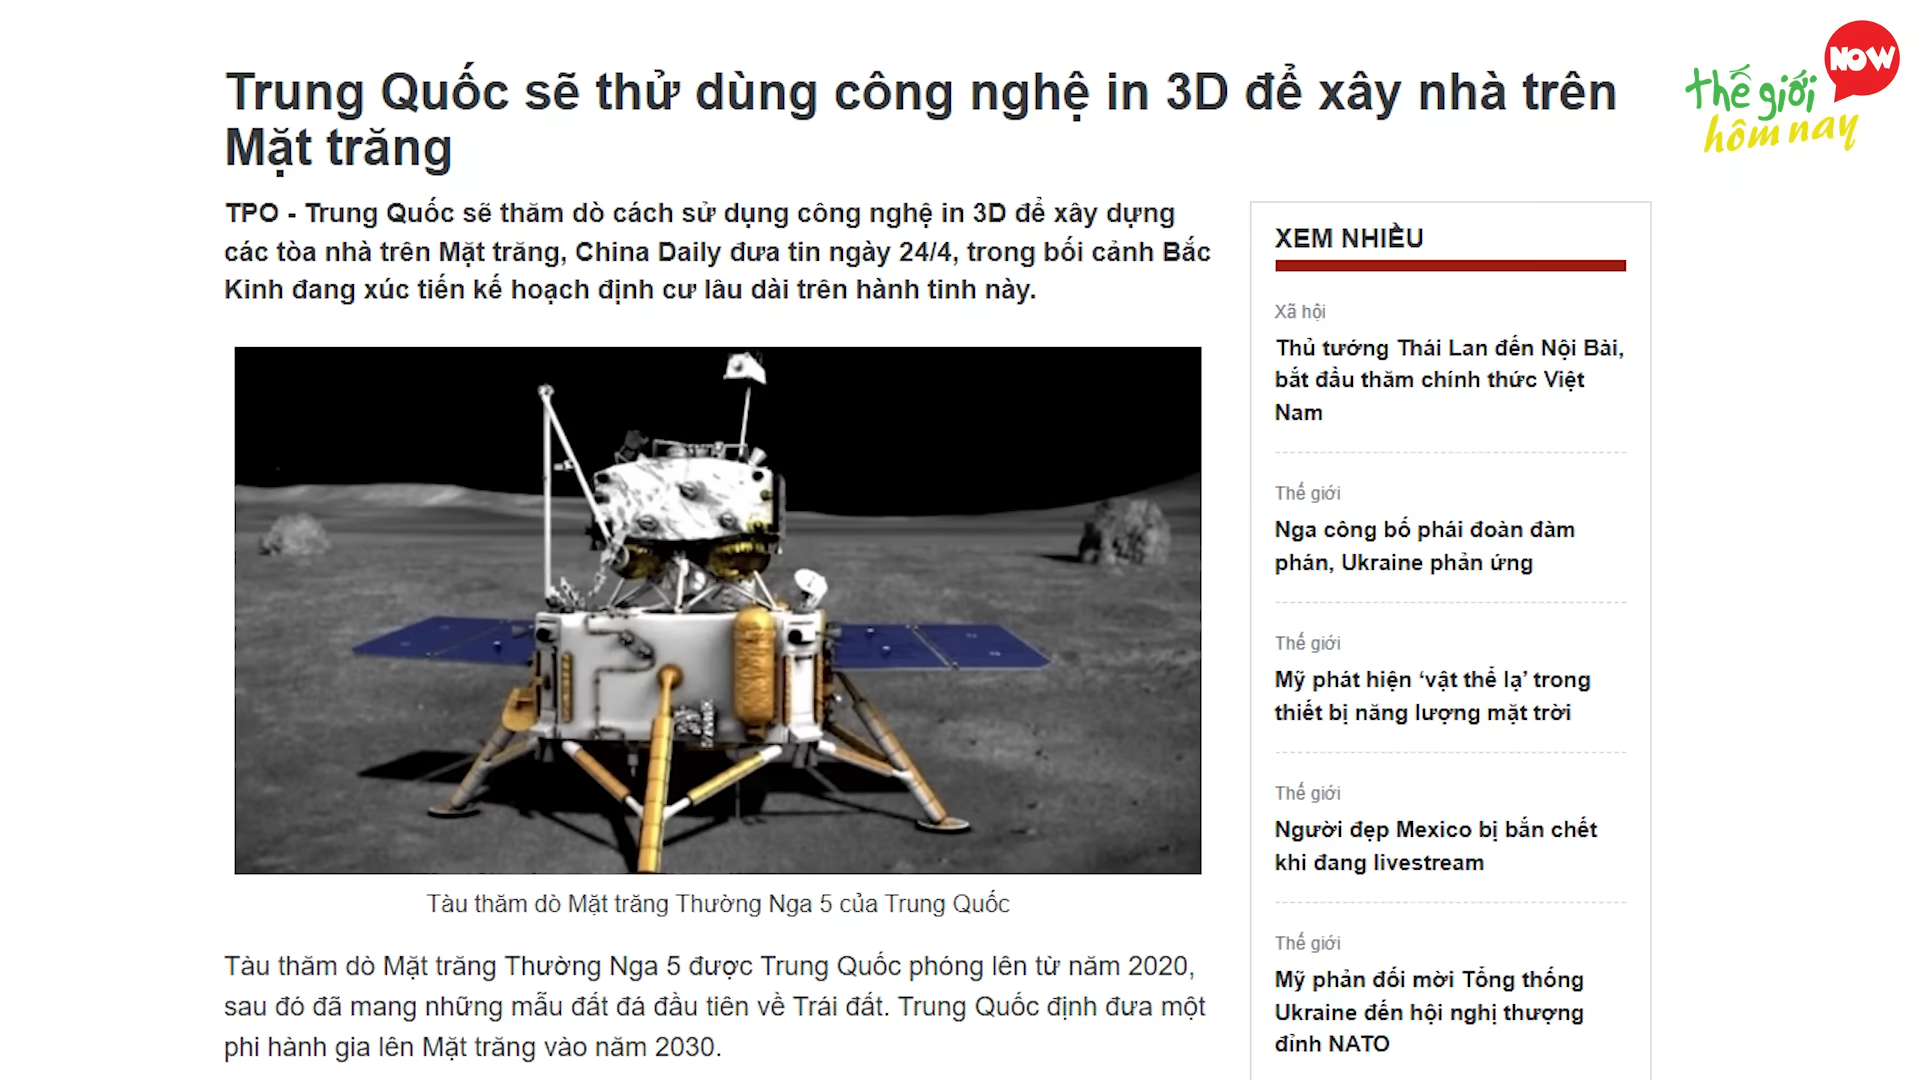 Trung Quốc sẽ thử dùng công nghệ in 3D để xây nhà trên
Mặt trăng
TPO - Trung Quốc sẽ thăm dò cách sử dụng công nghệ in 3D để xây dựng
các tòa nhà trên Mặt trăng, China Daily đưa tin ngày 24/4, trong bối cảnh Bắc
Kinh đang xúc tiến kế hoạch định cư lâu dài trên hành tinh này.
Tàu thăm dò Mặt trăng Thường Nga 5 của Trung Quốc
Tàu thăm dò Mặt trăng Thường Nga 5 được Trung Quốc phóng lên từ năm 2020,
sau đó đã mang những mẫu đất đá đầu tiên về Trái đất. Trung Quốc định đưa một
phi hành gia lên Mặt trăng vào năm 2030.
NOW
thế giới
hôm nay
XEM NHIỀU
Xã hội
Thủ tướng Thái Lan đến Nội Bài,
bắt đầu thăm chính thức Việt
Nam
Thế giới
Nga công bố phái đoàn đàm
phán, Ukraine phản ứng
Thế giới
Mỹ phát hiện ‘vật thể lạ’ trong
thiết bị năng lượng mặt trời
Thế giới
Người đẹp Mexico bị bắn chết
khi đang livestream
Thế giới
Mỹ phản đối mời Tổng thống
Ukraine đến hội nghị thượng
đỉnh NATO